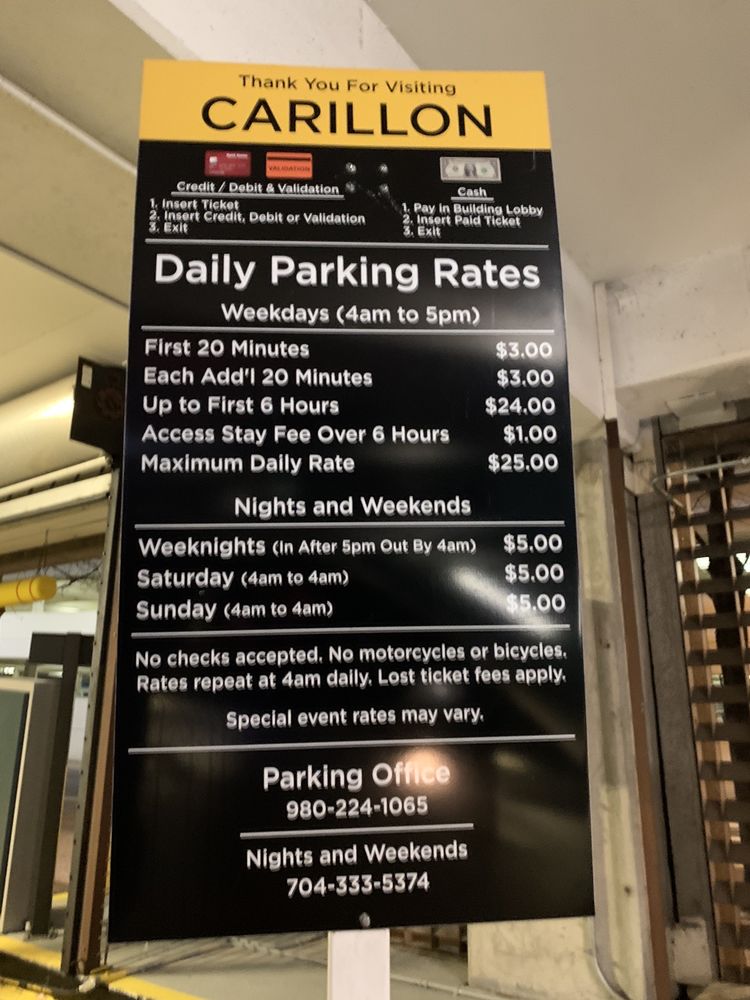 Thank You For Visiting
CARILLON
VALIDATION
Credit / Debit & Validation
1. Insert Ticket
2. Insert Credit, Debit or Validation
3. Exit
Cash
1. Pay in Building Lobby
2. Insert Paid Ticket
3. Exit
Daily Parking Rates
Weekdays (4am to 5pm)
First 20 Minutes $3.00
Each Add'l 20 Minutes $3.00
Up to First 6 Hours $24.00
Access Stay Fee Over 6 Hours $1.00
Maximum Daily Rate $25.00
Nights and Weekends
Weeknights (In After 5pm Out By 4am) $5.00
Saturday (4am to 4am) $5.00
Sunday (4am to 4am) $5.00
No checks accepted. No motorcycles or bicycles.
Rates repeat at 4am daily. Lost ticket fees apply.
Special event rates may vary.
Parking Office
980-224-1065
Nights and Weekends
704-333-5374